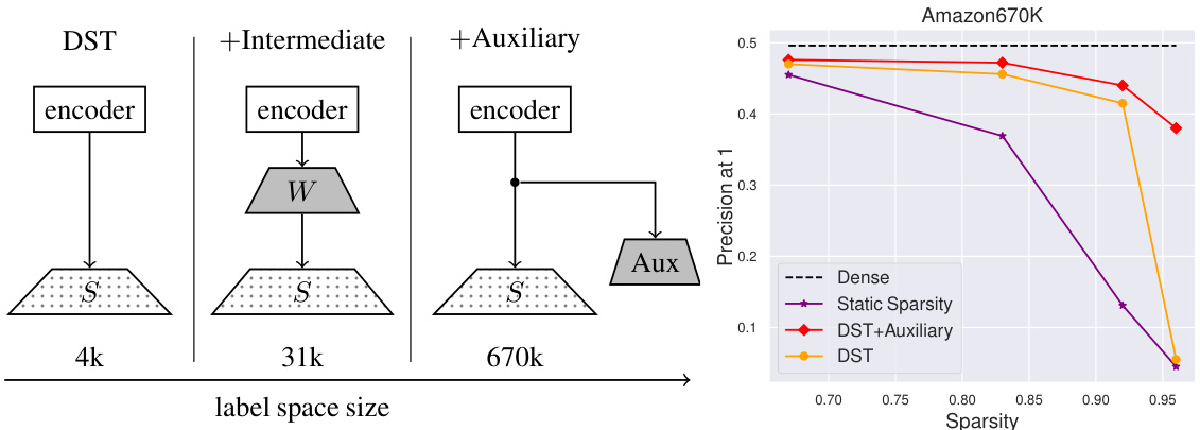 DST
+Intermediate
+Auxiliary
encoder
encoder
encoder
W
Aux
S
S
S
4k
31k
670k
label space size
Amazon670K
Precision at 1
0.5
0.4
0.3
0.2
0.1
Dense
Static Sparsity
DST+Auxiliary
DST
0.70
0.75
0.80
0.85
0.90
0.95
Sparsity